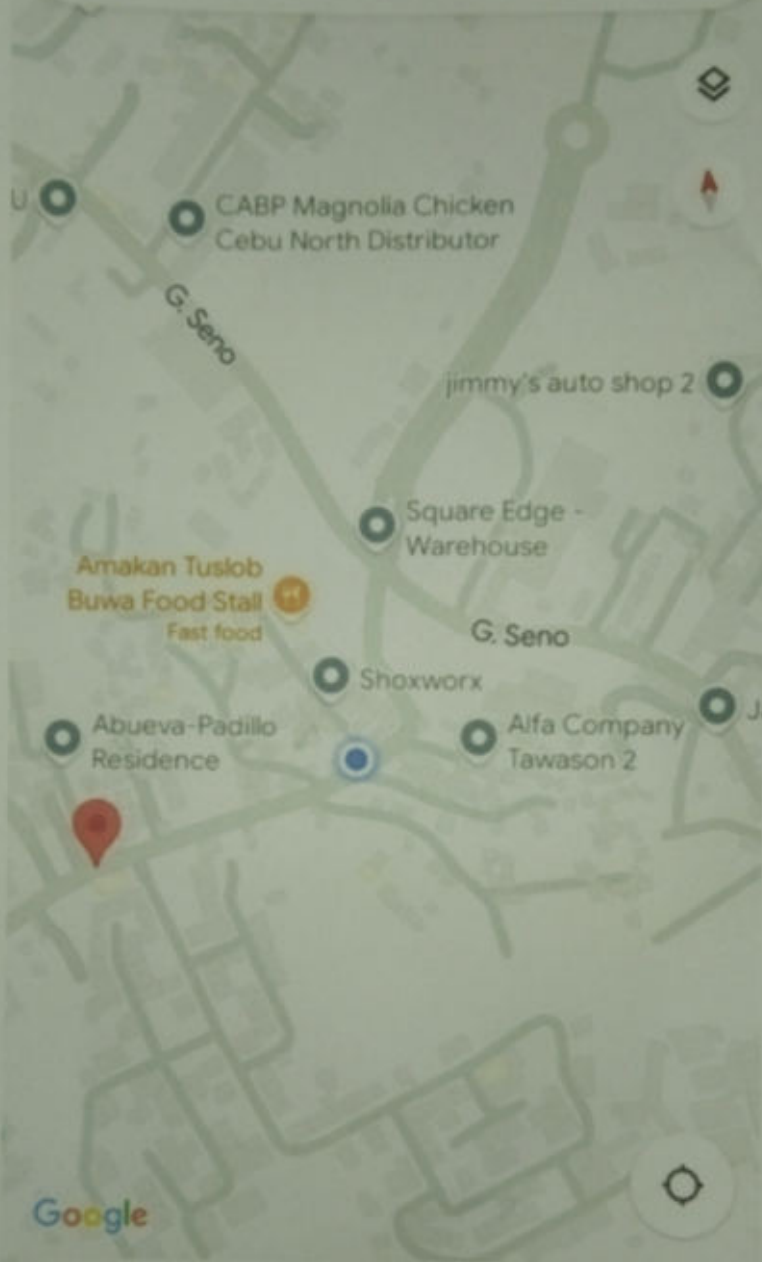 U
CABP Magnolia Chicken
Cebu North Distributor
G. Seno
jimmy's auto shop 2
Square Edge -
Warehouse
Amakan Tuslob
Buwa Food Stall
Fast food
G. Seno
Shoxworx
J
Abueva-Padillo
Residence
Alfa Company
Tawason 2
Google